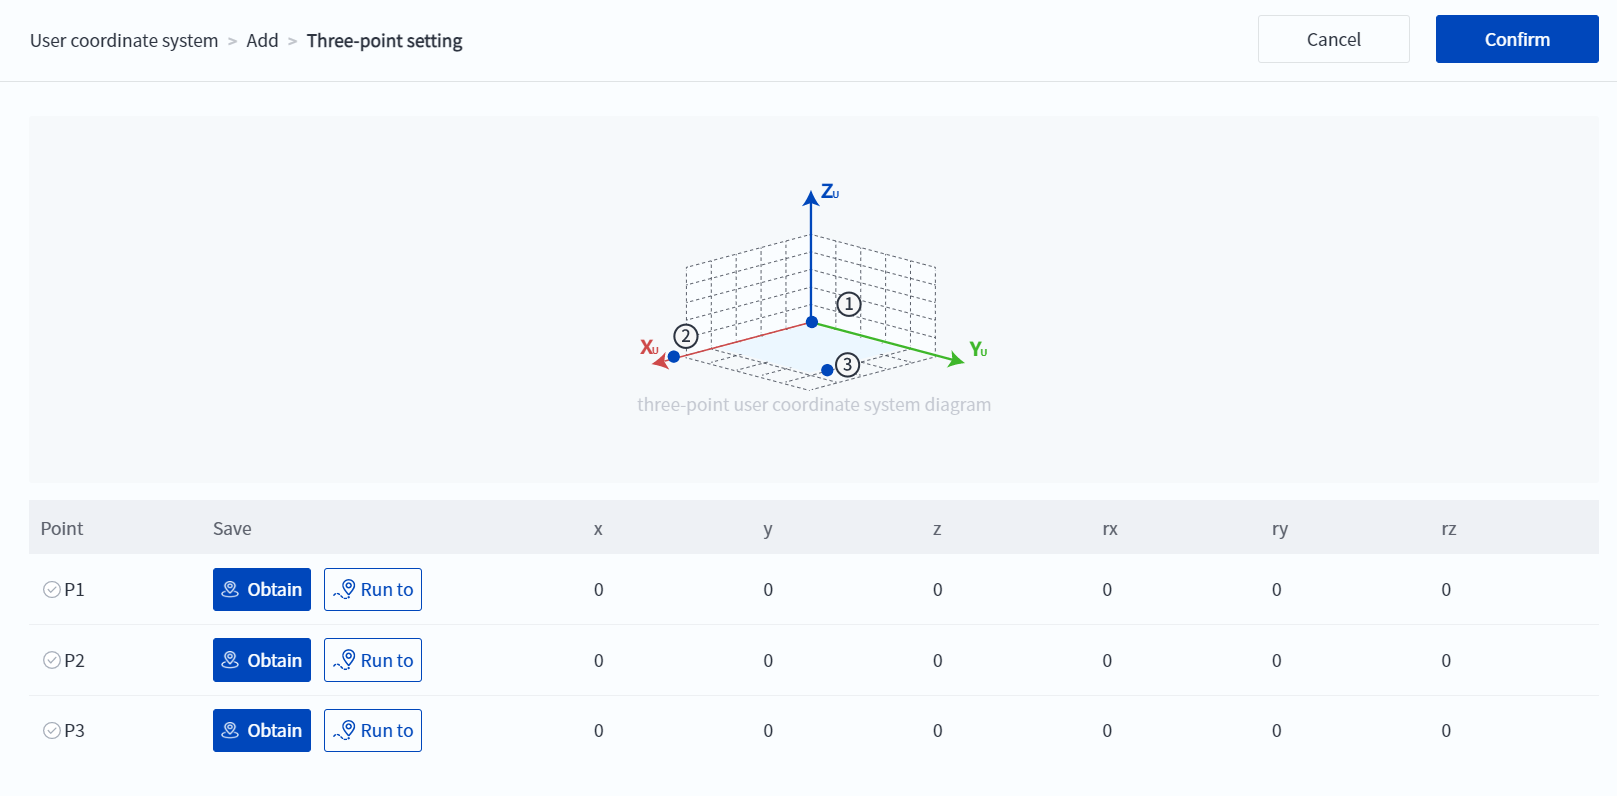 User coordinate system > Add > Three-point setting
Cancel
Confirm
ZU
1
2
XU
YU
3
three-point user coordinate system diagram
Point Save x y z rx ry rz
P1 Obtain Run to 0 0 0 0 0 0
P2 Obtain Run to 0 0 0 0 0 0
P3 Obtain Run to 0 0 0 0 0 0